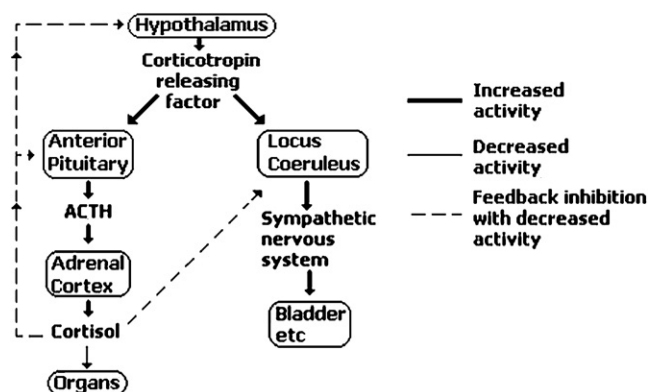 Hypothalamus
Corticotropin
releasing
factor
Anterior
Pituitary
Locus
Coeruleus
ACTH
Sympathetic
nervous
system
Adrenal
Cortex
Bladder
etc
Cortisol
Organs
Increased
activity
Decreased
activity
Feedback inhibition
with decreased
activity